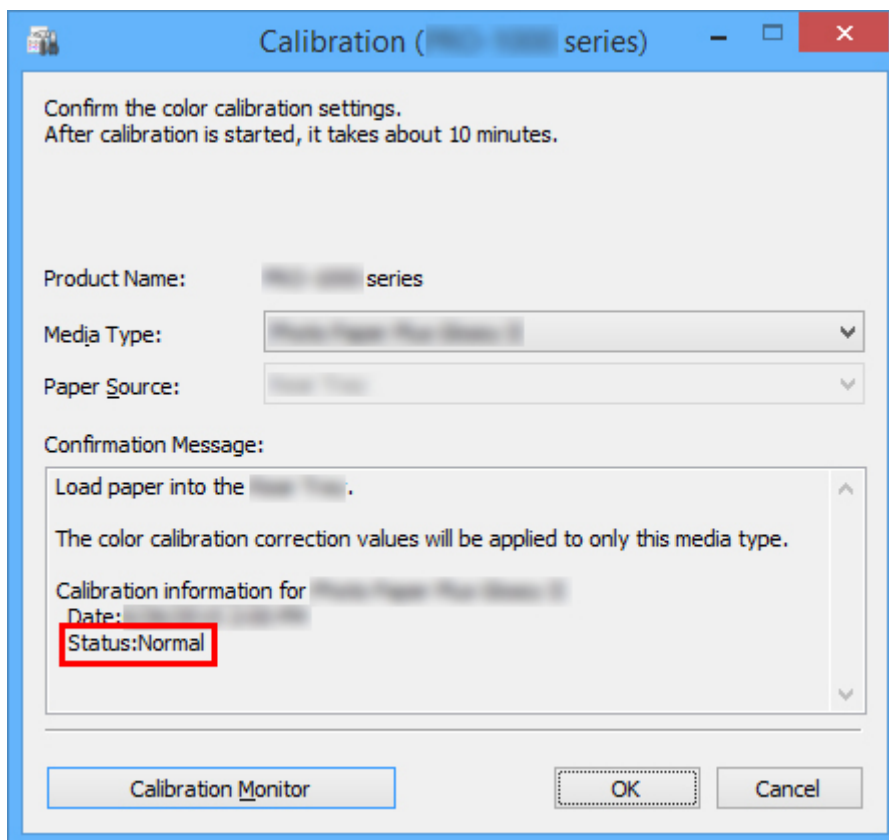 Calibration ( series)
Confirm the color calibration settings.
After calibration is started, it takes about 10 minutes.
Product Name: series
Media Type:
Paper Source:
Confirmation Message:
Load paper into the .
The color calibration correction values will be applied to only this media type.
Calibration information for
Date:
Status:Normal
Calibration Monitor OK Cancel